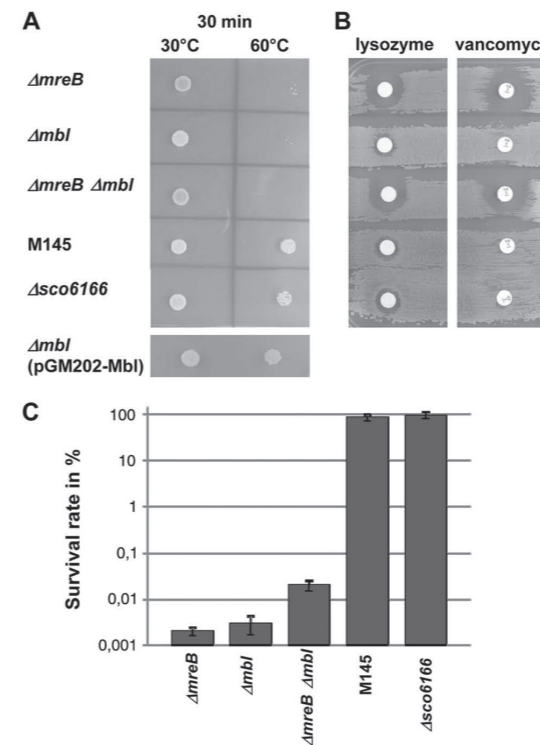 A
30 min
30°C 60°C
ΔmreB
Δmbl
ΔmreB Δmbl
M145
Δsco6166
Δmbl
(pGM202-Mbl)
B
lysozyme vancomyc
C
Survival rate in %
100
10
1
0,1
0,01
0,001
ΔmreB
Δmbl
ΔmreB Δmbl
M145
Δsco6166